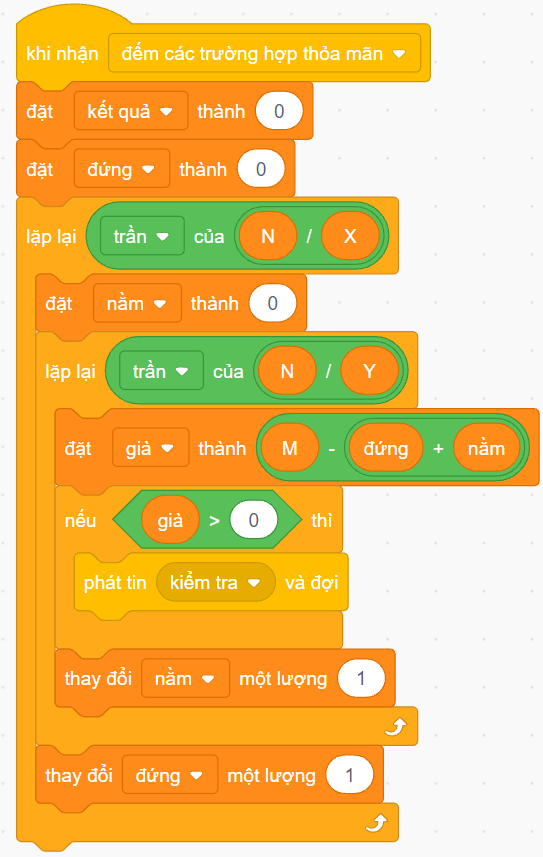 khi nhận đếm các trường hợp thỏa mãn
đặt kết quả thành 0
đặt đứng thành 0
lặp lại trần của N / X
đặt nằm thành 0
lặp lại trần của N / Y
đặt già thành M - đứng + nằm
nếu già > 0 thì
phát tin kiểm tra và đợi
thay đổi nằm một lượng 1
thay đổi đứng một lượng 1